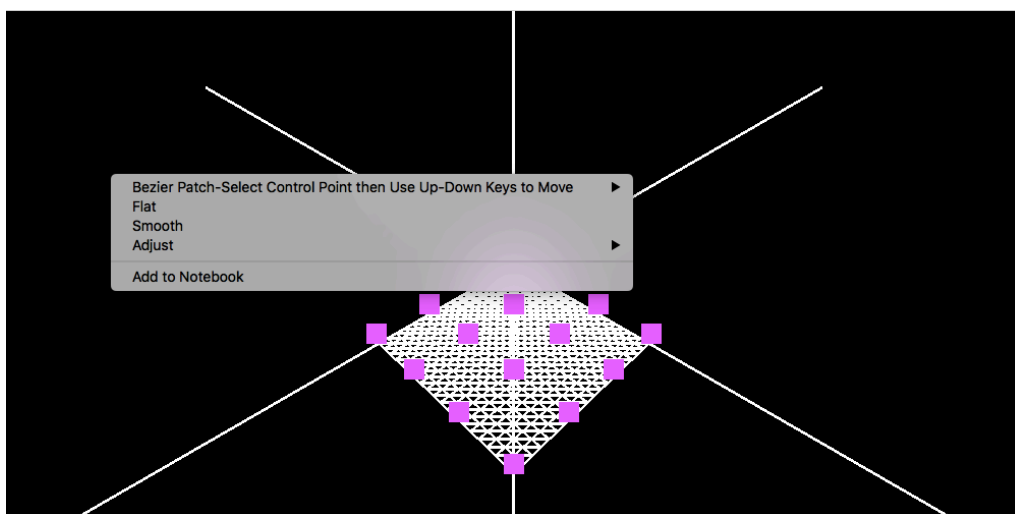 Bezier Patch-Select Control Point then Use Up-Down Keys to Move
Flat
Smooth
Adjust
Add to Notebook